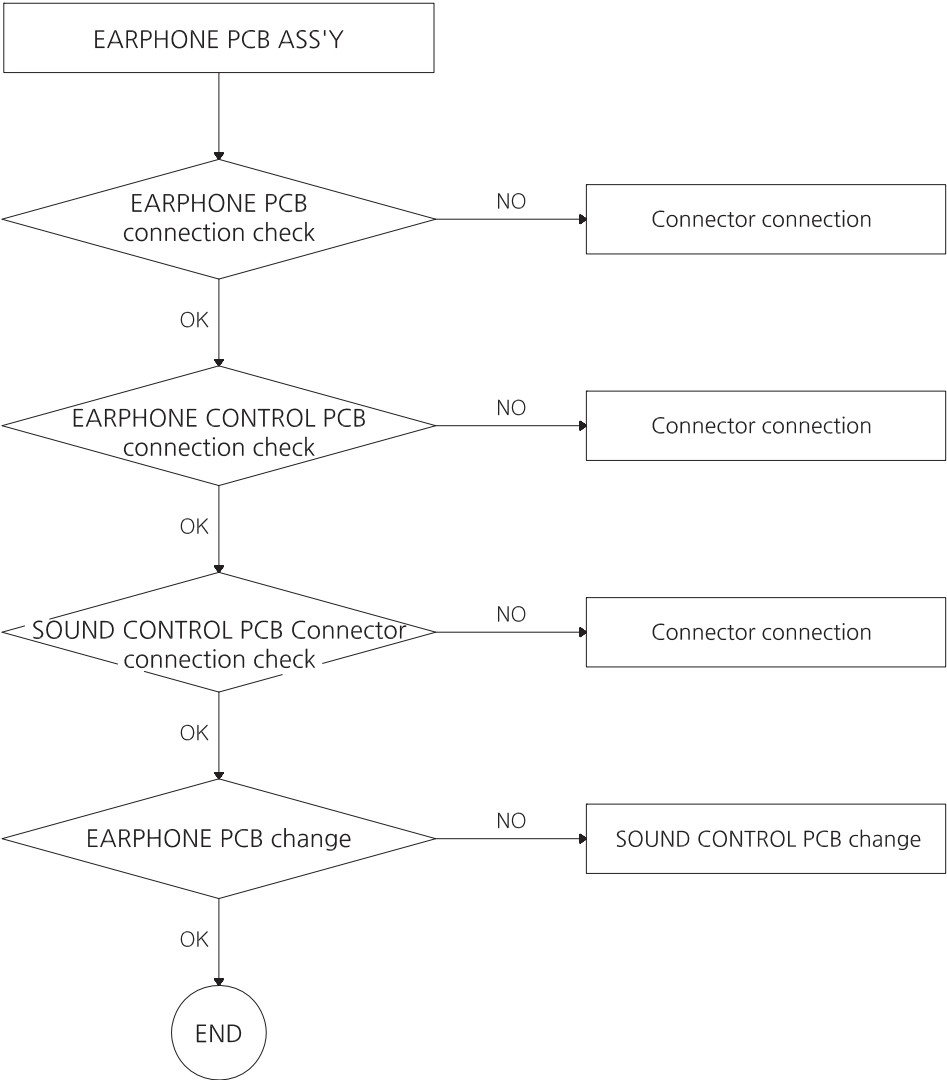 EARPHONE PCB ASS'Y
EARPHONE PCB
connection check
NO
Connector connection
OK
EARPHONE CONTROL PCB
connection check
NO
Connector connection
OK
SOUND CONTROL PCB Connector
connection check
NO
Connector connection
OK
EARPHONE PCB change
NO
SOUND CONTROL PCB change
OK
END